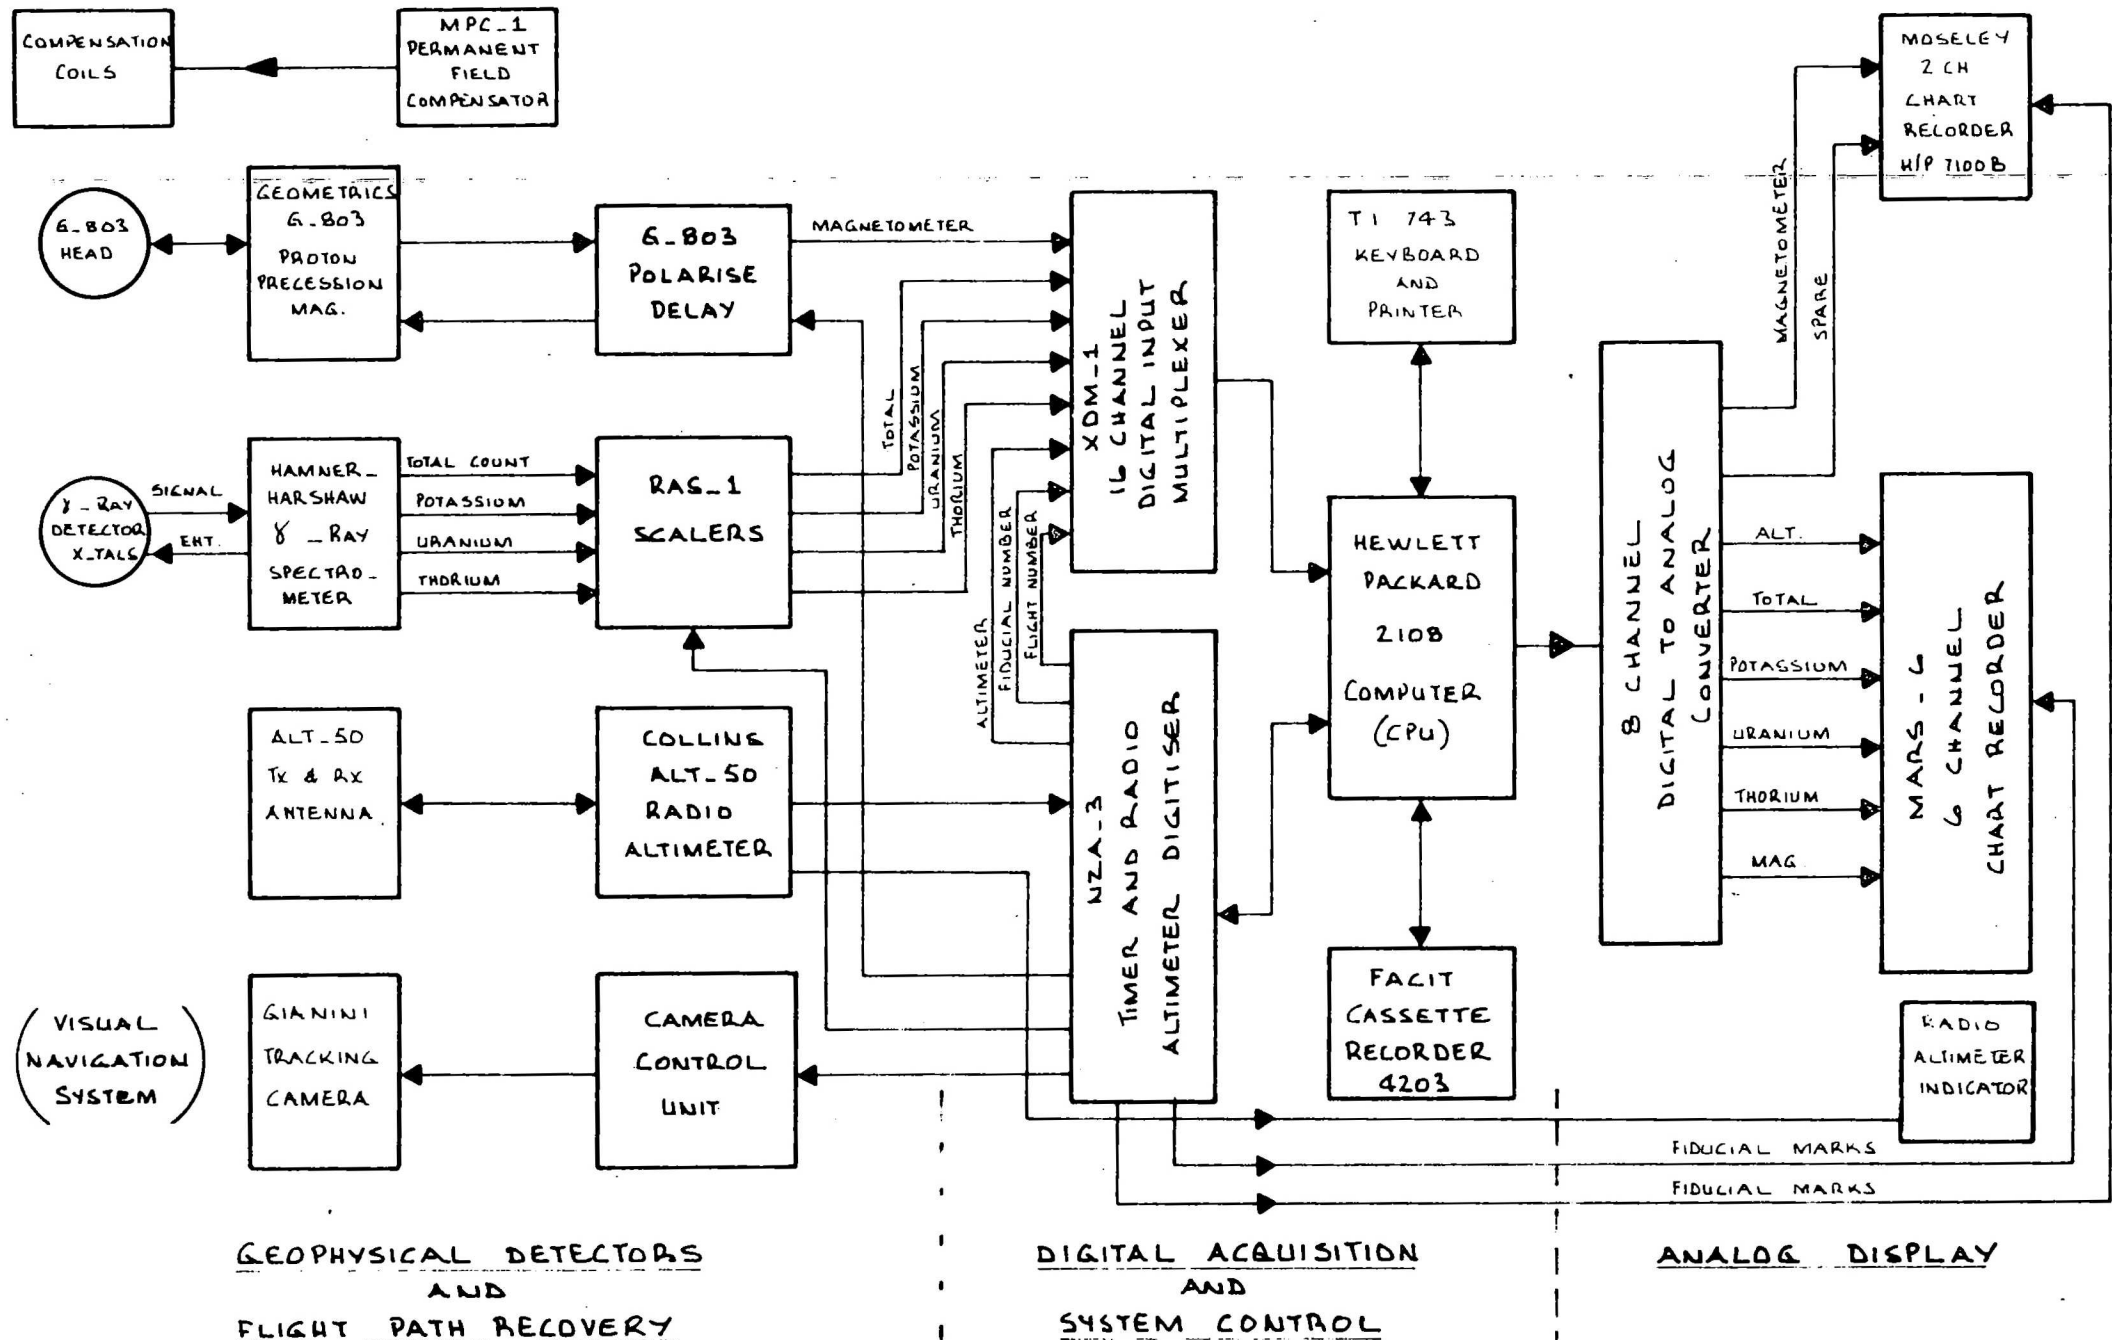 COMPENSATION
COILS
MPC_1
PERMANENT
FIELD
COMPENSATOR
G_803
HEAD
GEOMETRICS
G_803
PROTON
PRECESSION
MAG.
G_803
POLARISE
DELAY
MAGNETOMETER
γ_RAY
DETECTOR
X_TALS
SIGNAL
EHT.
HAMNER_
HARSHAW
γ_RAY
SPECTRO_
METER
TOTAL COUNT
POTASSIUM
URANIUM
THORIUM
RAS_1
SCALERS
TOTAL
POTASSIUM
URANIUM
THORIUM
ALTIMETER
FIDUCIAL NUMBER
FLIGHT NUMBER
ALT_50
Tx & Rx
ANTENNA
COLLINS
ALT_50
RADIO
ALTIMETER
(VISUAL
NAVIGATION
SYSTEM)
GIANINI
TRACKING
CAMERA
CAMERA
CONTROL
UNIT
XDM_1
16 CHANNEL
DIGITAL INPUT
MULTIPLEXER
NZA_3
TIMER AND RADIO
ALTIMETER DIGITISER
TI 743
KEYBOARD
AND
PRINTER
HEWLETT
PACKARD
2108
COMPUTER
(CPU)
FACIT
CASSETTE
RECORDER
4203
8 CHANNEL
DIGITAL TO ANALOG
CONVERTER
MAGNETOMETER
SPARE
ALT.
TOTAL
POTASSIUM
URANIUM
THORIUM
MAG.
MOSELEY
2 CH
CHART
RECORDER
H/P 7100B
MARS_6
6 CHANNEL
CHART RECORDER
RADIO
ALTIMETER
INDICATOR
FIDUCIAL MARKS
FIDUCIAL MARKS
GEOPHYSICAL DETECTORS
AND
FLIGHT PATH RECOVERY
DIGITAL ACQUISITION
AND
SYSTEM CONTROL
ANALOG DISPLAY